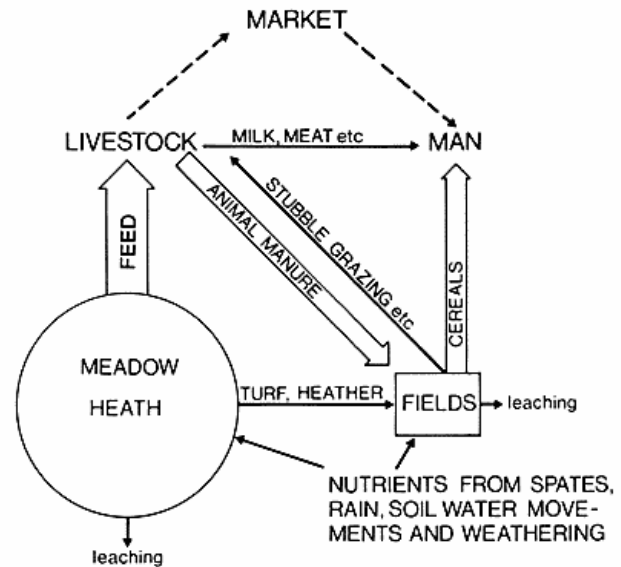 MARKET
LIVESTOCK
MILK, MEAT etc
MAN
FEED
ANIMAL MANURE
STUBBLE GRAZING etc
CEREALS
MEADOW
HEATH
TURF, HEATHER
FIELDS
leaching
NUTRIENTS FROM SPATES,
RAIN, SOIL WATER MOVE-
MENTS AND WEATHERING
leaching